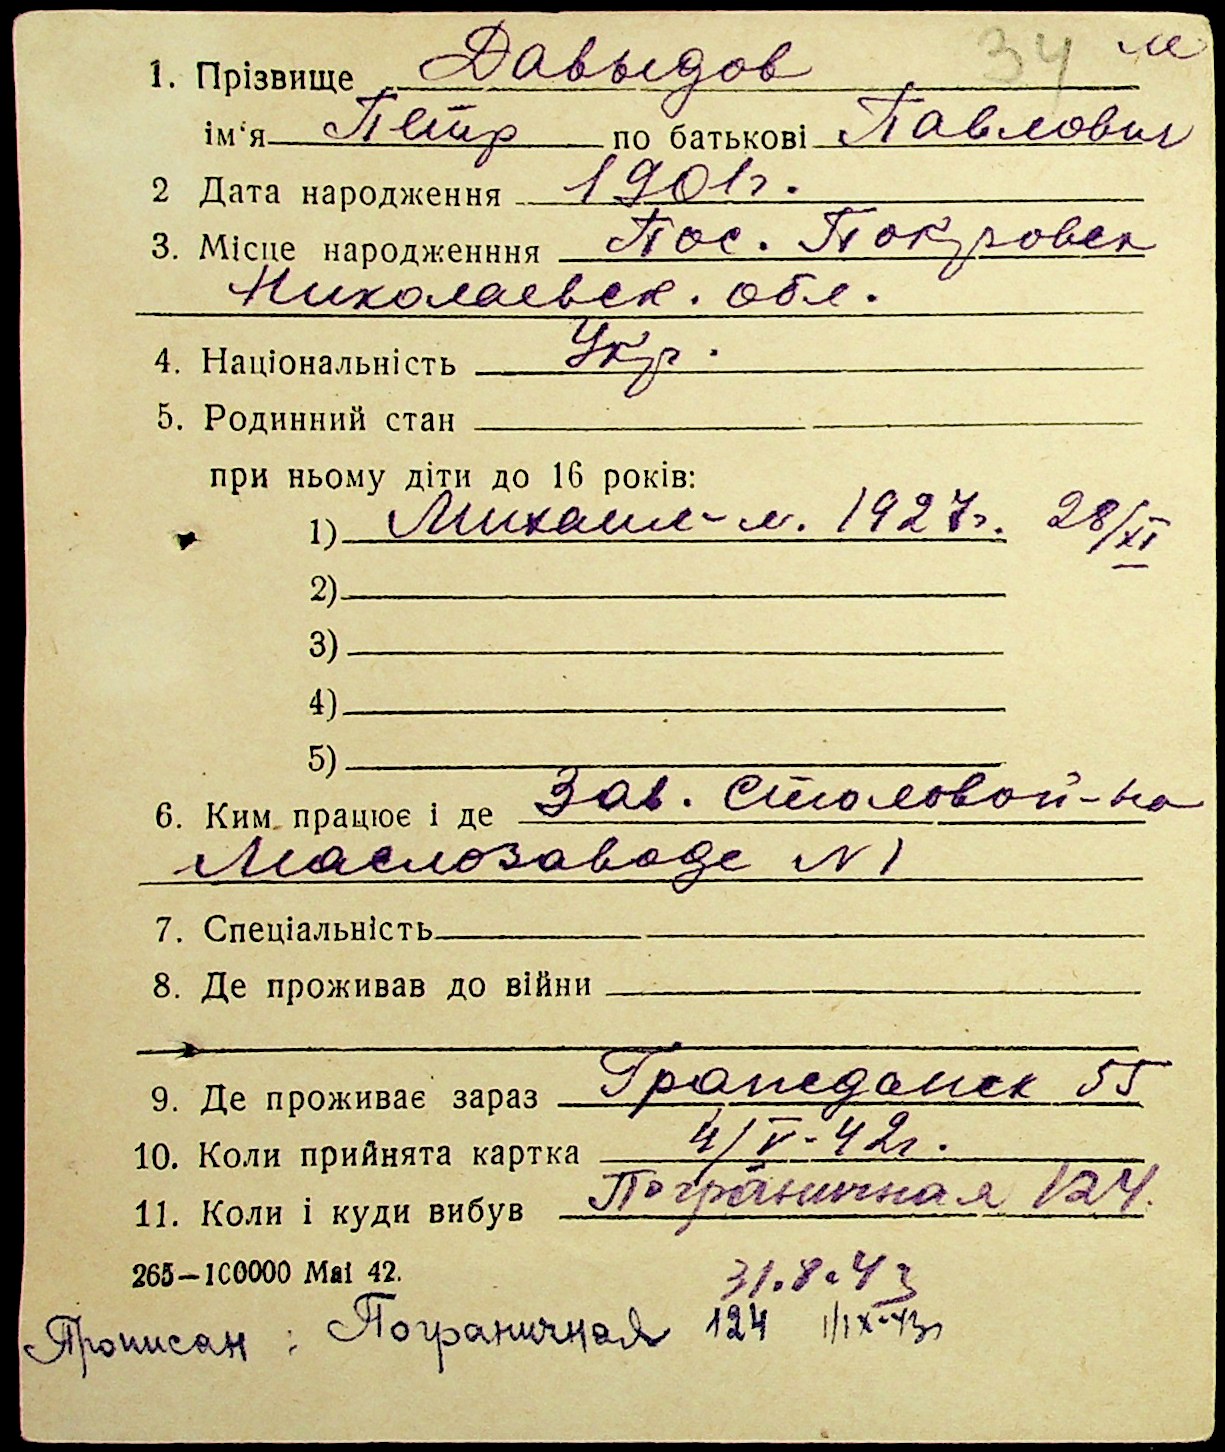 34 м
1. Прізвище Давыдов
ім‘я Петр по батькові Павлович
2 Дата народження 1901г.
3. Місце народженння Пос. Покровск
Николаевск. обл.
4. Національність Укр.
5. Родинний стан
при ньому діти до 16 років:
1) Михаил-м. 1927г. 28/XI
2)
3)
4)
5)
6. Ким працює і де Зав. столовой-на
Маслозаводе N1
7. Спеціальність
8. Де проживав до війни
9. Де проживає зараз Гражданск 55
10. Коли прийнята картка 4/V-42г.
11. Коли і куди вибув Пограничная 124.
265—100000 Mai 42. 31.8.43
Прописан : Пограничная 124 1/IX-43г